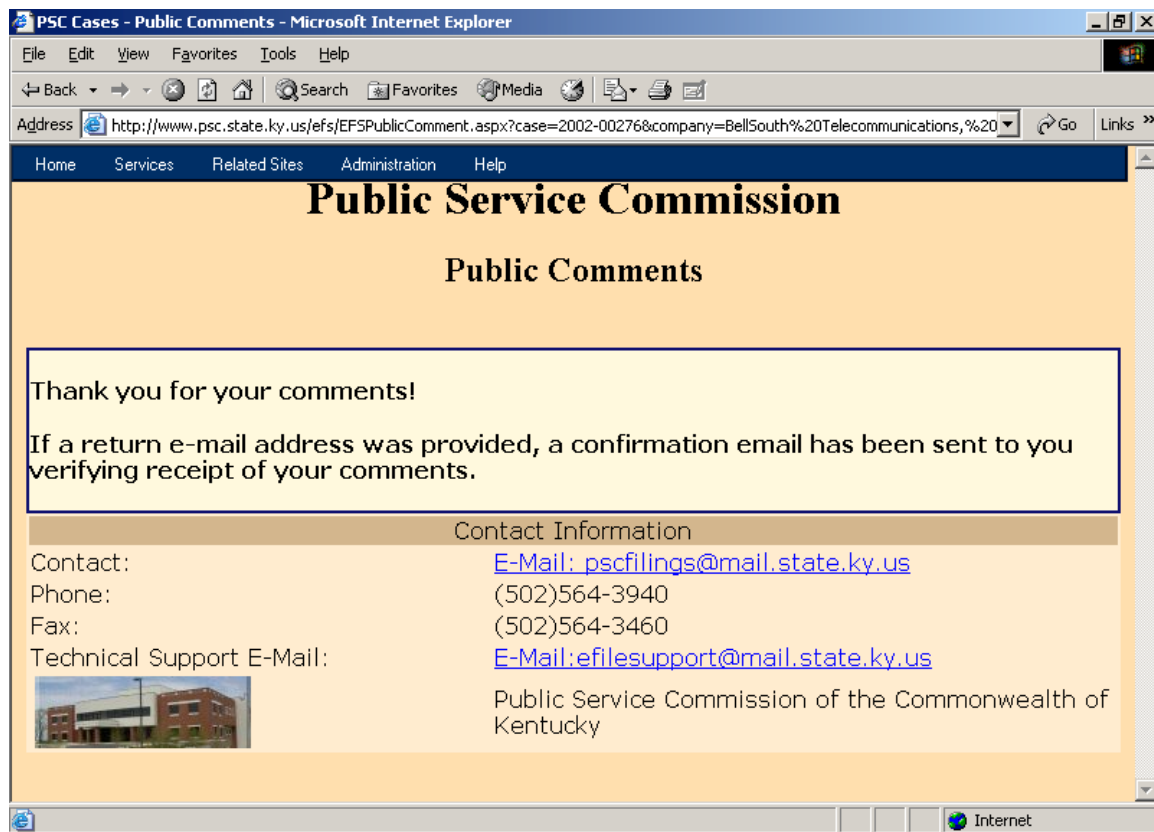 PSC Cases - Public Comments - Microsoft Internet Explorer
File Edit View Favorites Tools Help
Back Search Favorites Media
Address http://www.psc.state.ky.us/efs/EFSPublicComment.aspx?case=2002-00276&company=BellSouth%20Telecommunications,%20 Go Links »
Home Services Related Sites Administration Help
Public Service Commission
Public Comments
Thank you for your comments!
If a return e-mail address was provided, a confirmation email has been sent to you
verifying receipt of your comments.
Contact Information
Contact: E-Mail: pscfilings@mail.state.ky.us
Phone: (502)564-3940
Fax: (502)564-3460
Technical Support E-Mail: E-Mail:efilesupport@mail.state.ky.us
Public Service Commission of the Commonwealth of
Kentucky
Internet